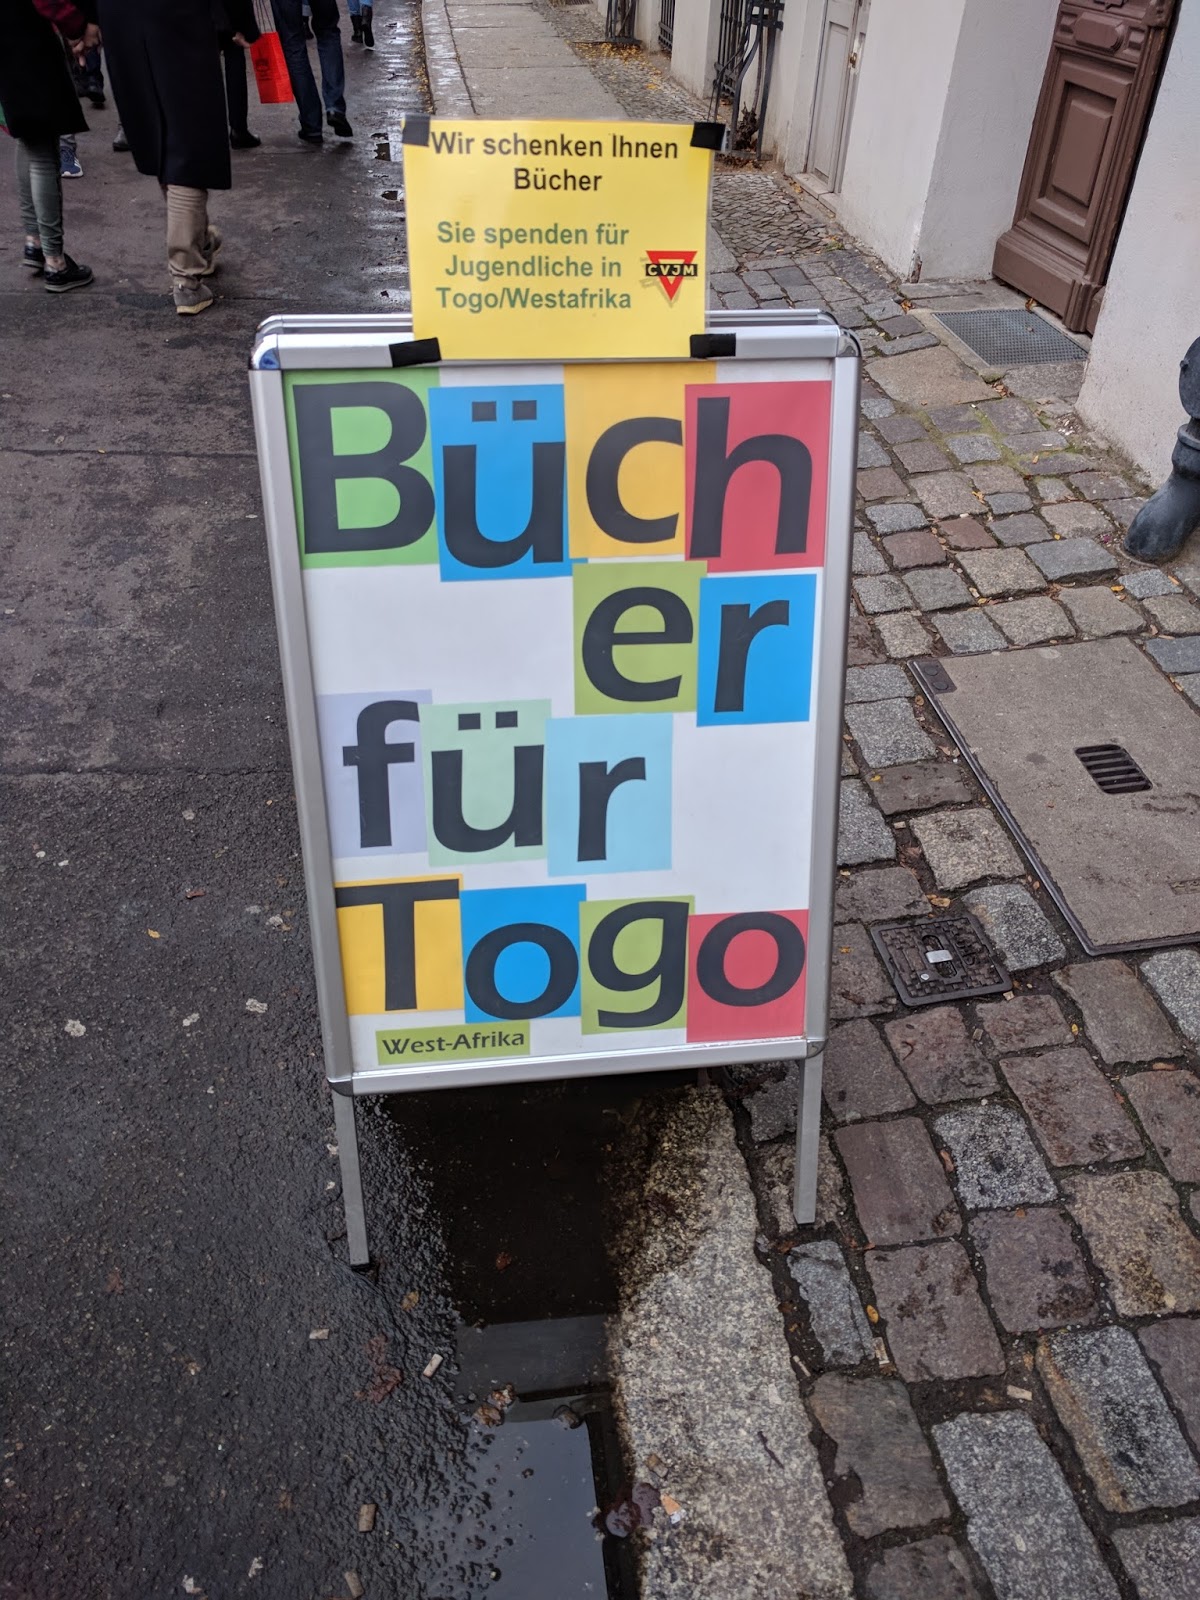 Wir schenken Ihnen
Bücher
Sie spenden für
Jugendliche in
Togo/Westafrika
CVJM
Büch
er
für
Togo
West-Afrika